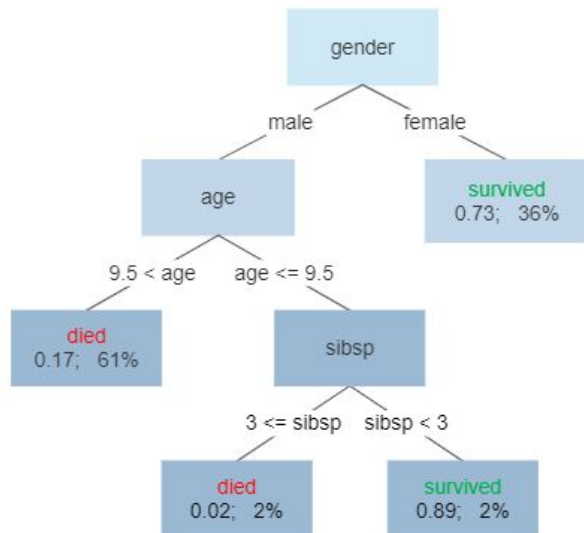 gender
male
female
age
survived
0.73; 36%
9.5 < age
age <= 9.5
died
0.17; 61%
sibsp
3 <= sibsp
sibsp < 3
died
0.02; 2%
survived
0.89; 2%